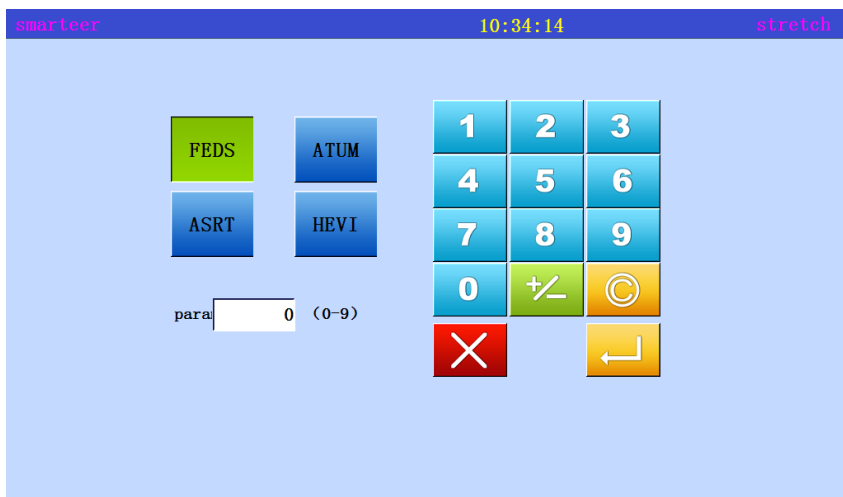 smarteer 10:34:14 stretch
FEDS ATUM 1 2 3
4 5 6
ASRT HEVI 7 8 9
0 +/- ©
para 0 (0-9)